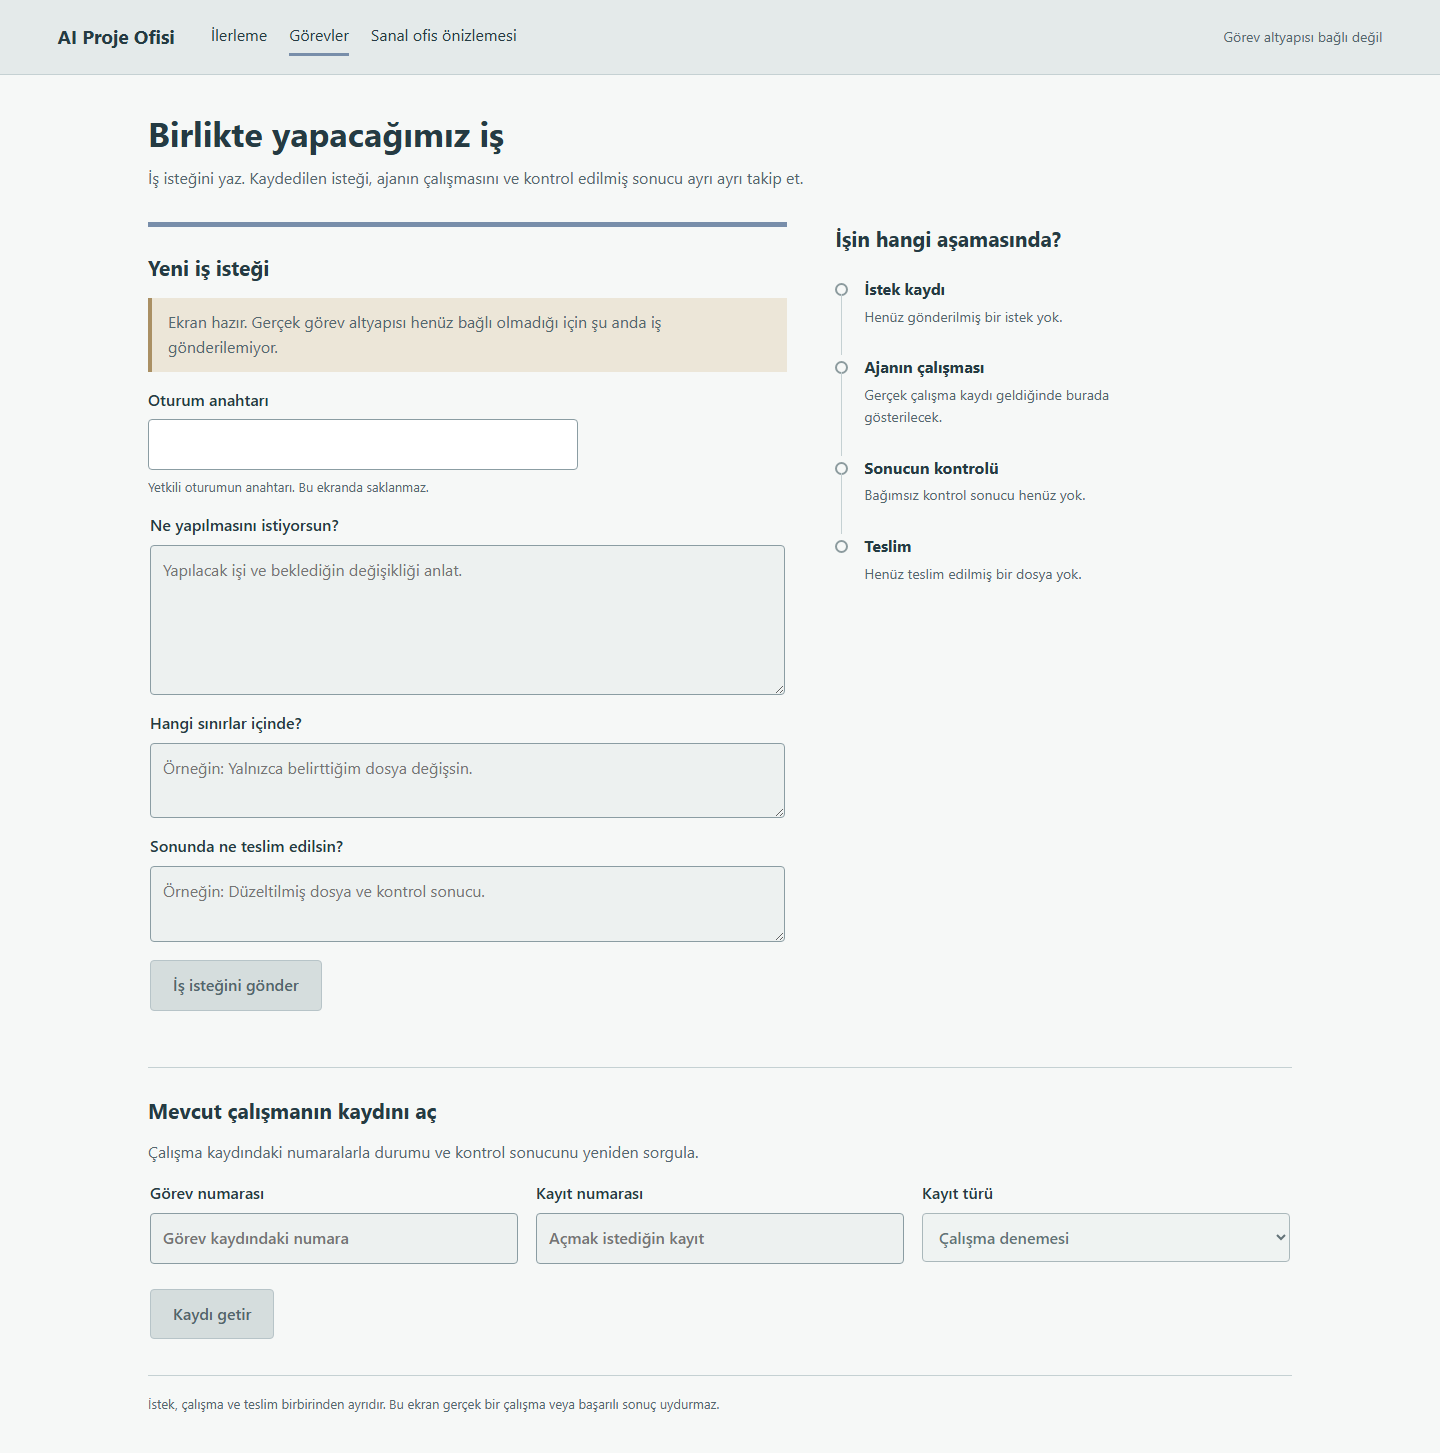 AI Proje Ofisi
İlerleme
Görevler
Sanal ofis önizlemesi
Görev altyapısı bağlı değil
Birlikte yapacağımız iş
İş isteğini yaz. Kaydedilen isteği, ajanın çalışmasını ve kontrol edilmiş sonucu ayrı ayrı takip et.
Yeni iş isteği
Ekran hazır. Gerçek görev altyapısı henüz bağlı olmadığı için şu anda iş
gönderilemiyor.
Oturum anahtarı
Yetkili oturumun anahtarı. Bu ekranda saklanmaz.
Ne yapılmasını istiyorsun?
Yapılacak işi ve beklediğin değişikliği anlat.
Hangi sınırlar içinde?
Örneğin: Yalnızca belirttiğim dosya değişsin.
Sonunda ne teslim edilsin?
Örneğin: Düzeltilmiş dosya ve kontrol sonucu.
İş isteğini gönder
İşin hangi aşamasında?
İstek kaydı
Henüz gönderilmiş bir istek yok.
Ajanın çalışması
Gerçek çalışma kaydı geldiğinde burada
gösterilecek.
Sonucun kontrolü
Bağımsız kontrol sonucu henüz yok.
Teslim
Henüz teslim edilmiş bir dosya yok.
Mevcut çalışmanın kaydını aç
Çalışma kaydındaki numaralarla durumu ve kontrol sonucunu yeniden sorgula.
Görev numarası
Görev kaydındaki numara
Kayıt numarası
Açmak istediğin kayıt
Kayıt türü
Çalışma denemesi
Kaydı getir
İstek, çalışma ve teslim birbirinden ayrıdır. Bu ekran gerçek bir çalışma veya başarılı sonuç uydurmaz.